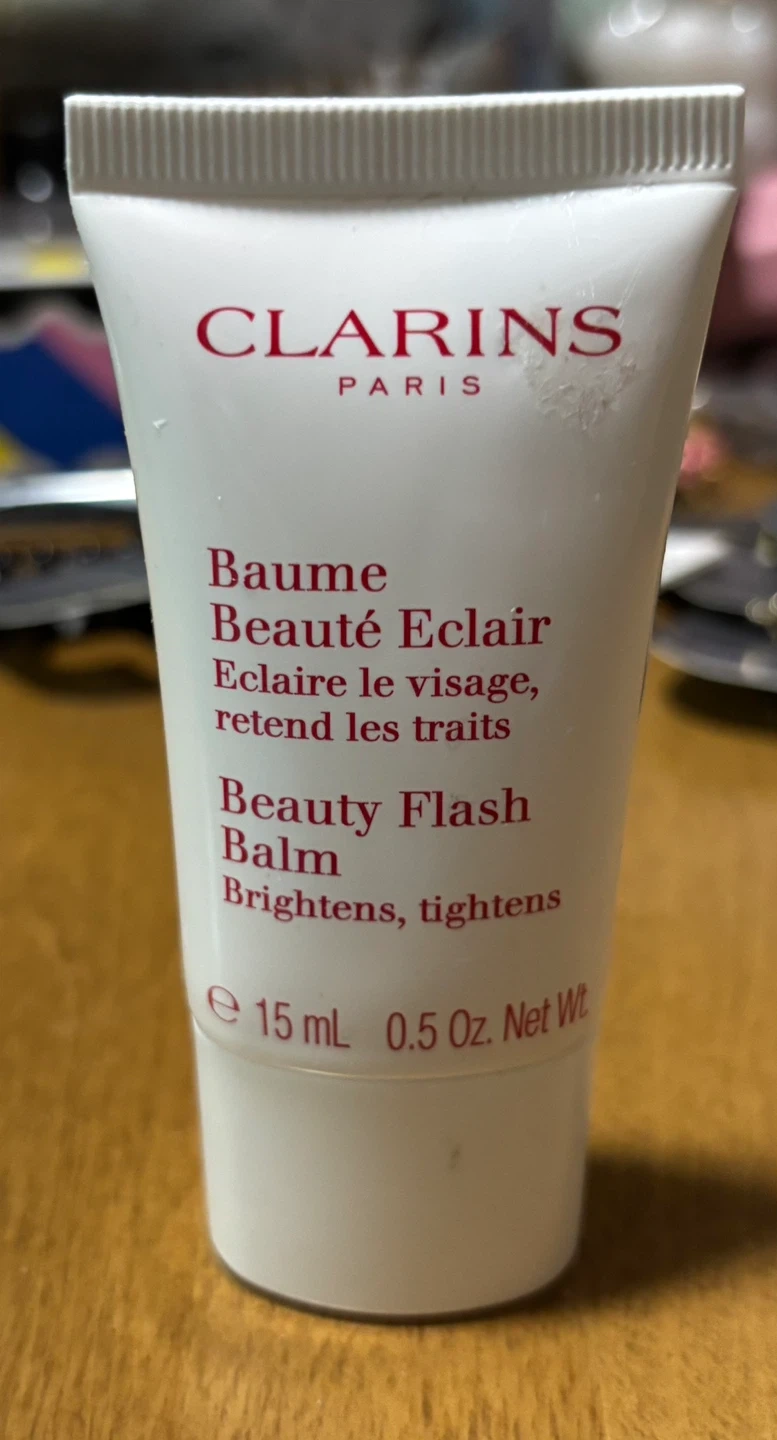 CLARINS
PARIS
Baume
Beauté Eclair
Eclaire le visage,
retend les traits
Beauty Flash
Balm
Brightens, tightens
℮ 15 mL 0.5 Oz. Net Wt.